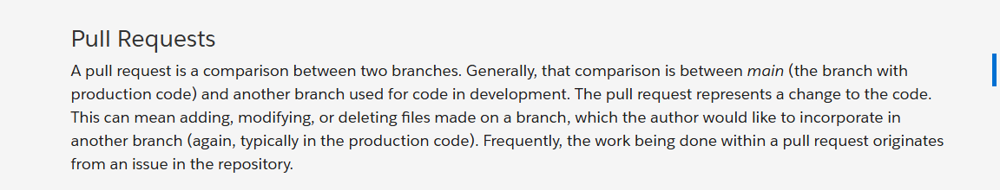 Pull Requests
A pull request is a comparison between two branches. Generally, that comparison is between main (the branch with
production code) and another branch used for code in development. The pull request represents a change to the code.
This can mean adding, modifying, or deleting files made on a branch, which the author would like to incorporate in
another branch (again, typically in the production code). Frequently, the work being done within a pull request originates
from an issue in the repository.